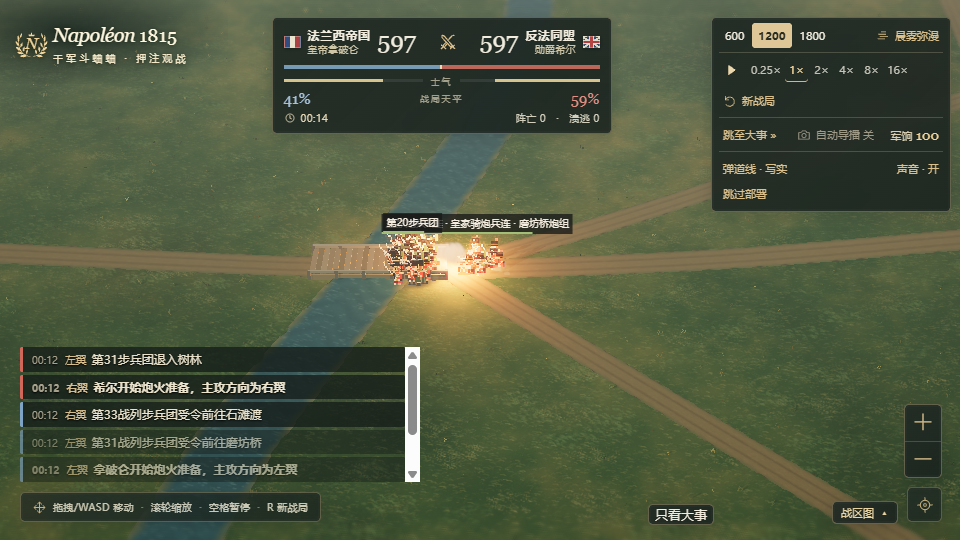 Napoléon 1815
千军斗蛐蛐 · 押注观战
法兰西帝国
皇帝拿破仑
597
597
反法同盟
勋爵希尔
士气
41%
战局天平
59%
00:14
阵亡 0 · 溃逃 0
600 1200 1800 晨雾弥漫
0.25× 1× 2× 4× 8× 16×
新战局
跳至大事 » 自动导播 关 军饷 100
弹道线 · 写实 声音 · 开
跳过部署
第20步兵团 · 皇家骑炮兵连 · 磨坊桥炮组
00:12 左翼 第31步兵团退入树林
00:12 右翼 希尔开始炮火准备，主攻方向为右翼
00:12 右翼 第33战列步兵团受令前往石滩渡
00:12 左翼 第31战列步兵团受令前往磨坊桥
00:12 左翼 拿破仑开始炮火准备，主攻方向为左翼
拖拽/WASD 移动 · 滚轮缩放 · 空格暂停 · R 新战局
只看大事
战区图